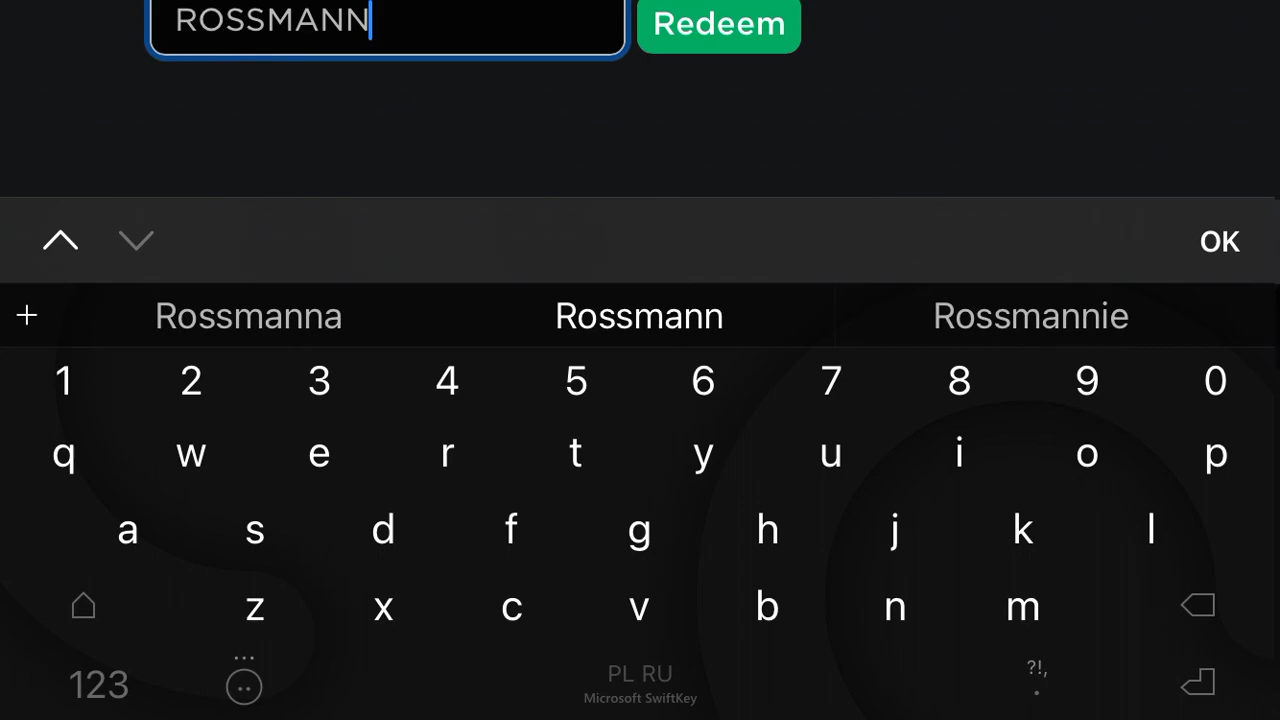 ROSSMANN Redeem
OK
+ Rossmanna Rossmann Rossmannie
1 2 3 4 5 6 7 8 9 0
q w e r t y u i o p
a s d f g h j k l
z x c v b n m
123 ... PL RU ?!, .
Microsoft SwiftKey